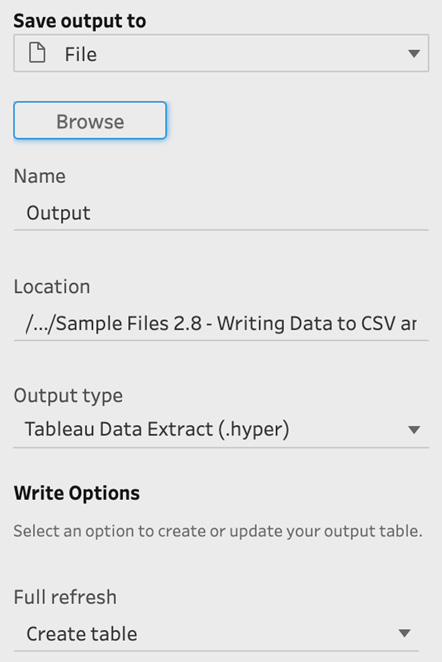 Save output to
File
Browse
Name
Output
Location
/.../Sample Files 2.8 - Writing Data to CSV
Output type
Tableau Data Extract (.hyper)
Write Options
Select an option to create or update your output table.
Full refresh
Create table